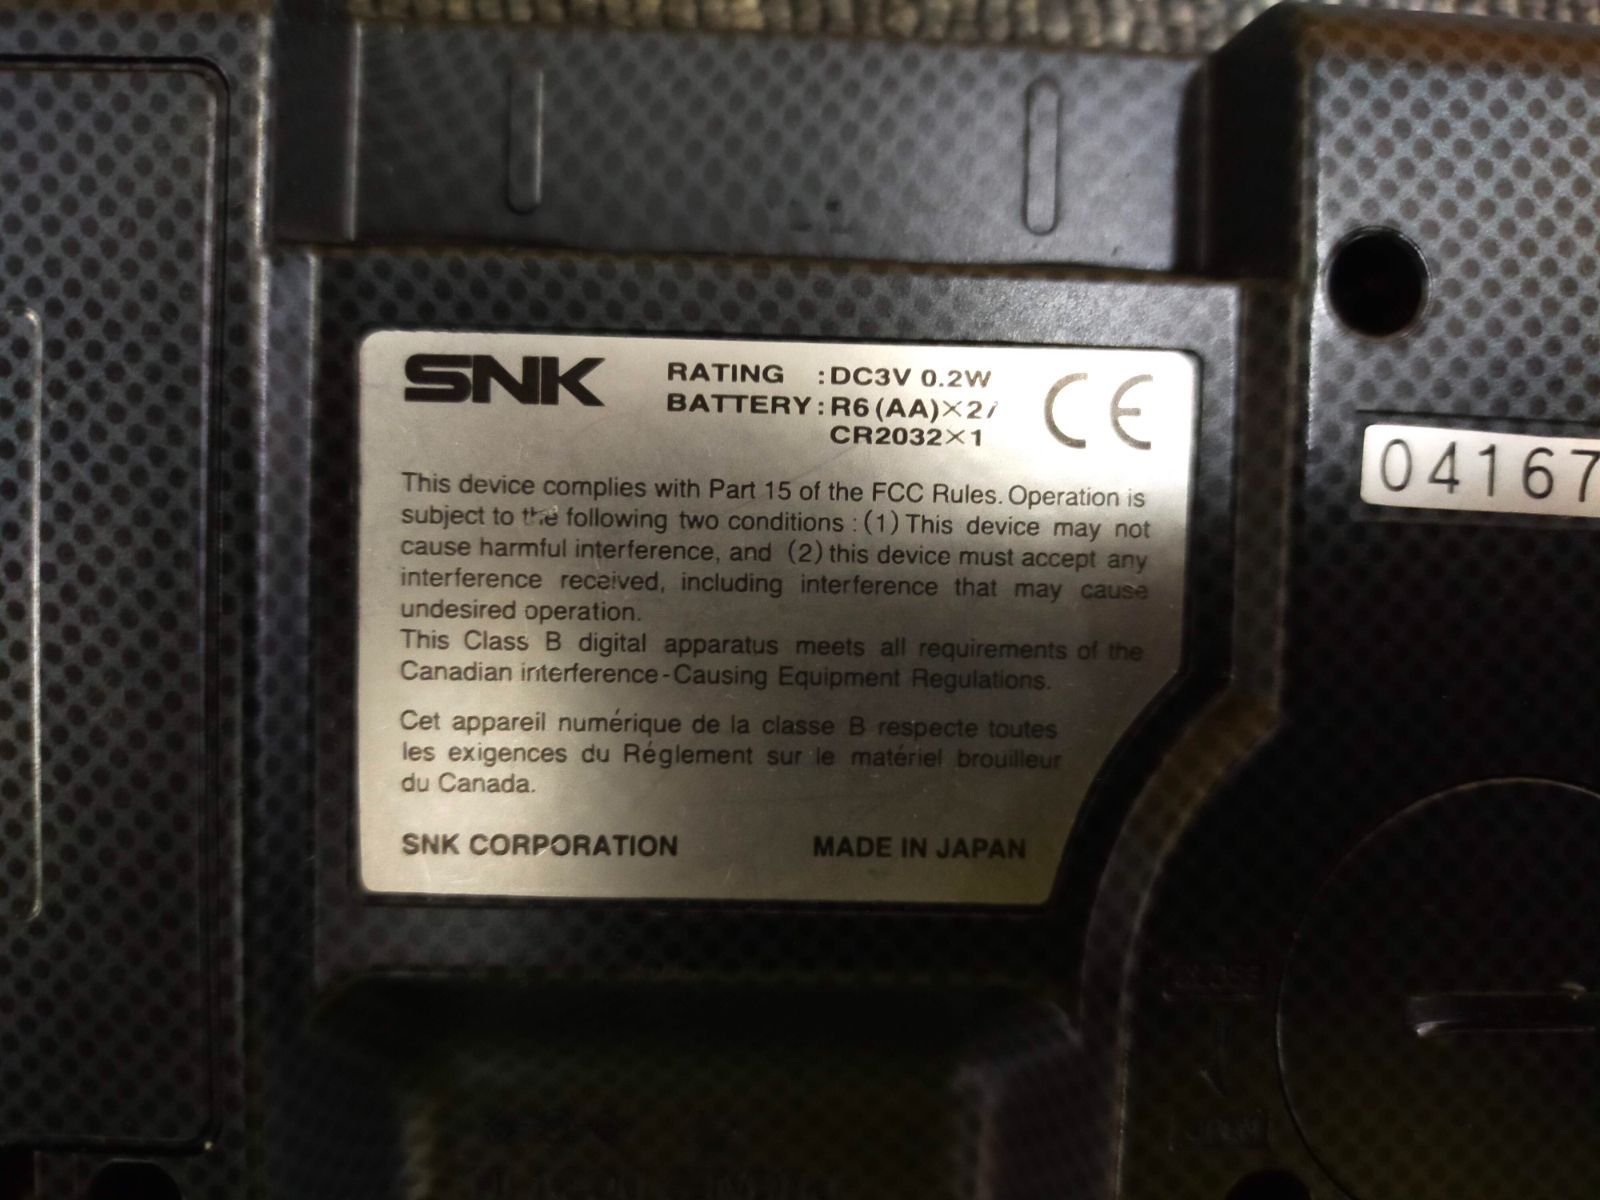 SNK
RATING :DC3V 0.2W
BATTERY:R6(AA)×2/
CR2032×1
CE
04167
This device complies with Part 15 of the FCC Rules. Operation is
subject to the following two conditions : (1) This device may not
cause harmful interference, and (2) this device must accept any
interference received, including interference that may cause
undesired operation.
This Class B digital apparatus meets all requirements of the
Canadian interference-Causing Equipment Regulations.
Cet appareil numérique de la classe B respecte toutes
les exigences du Réglement sur le matériel brouilleur
du Canada.
SNK CORPORATION MADE IN JAPAN
CLOSE